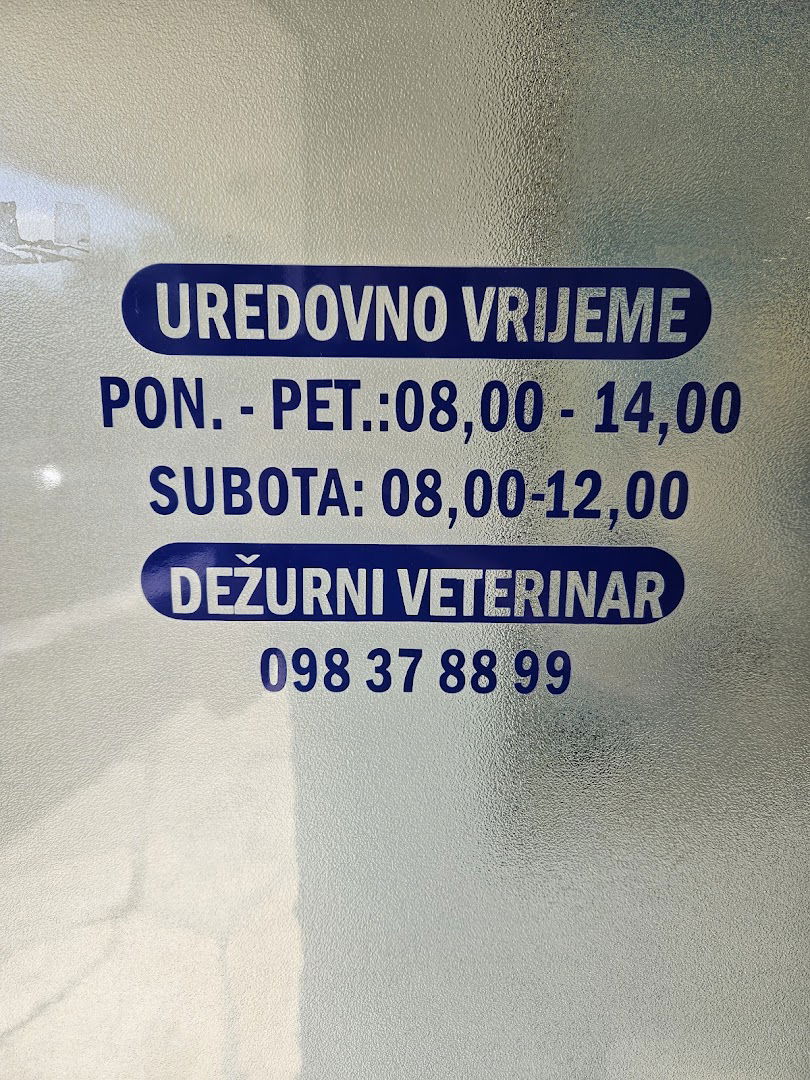 UREDOVNO VRIJEME
PON. - PET.:08,00 - 14,00
SUBOTA: 08,00-12,00
DEŽURNI VETERINAR
098 37 88 99